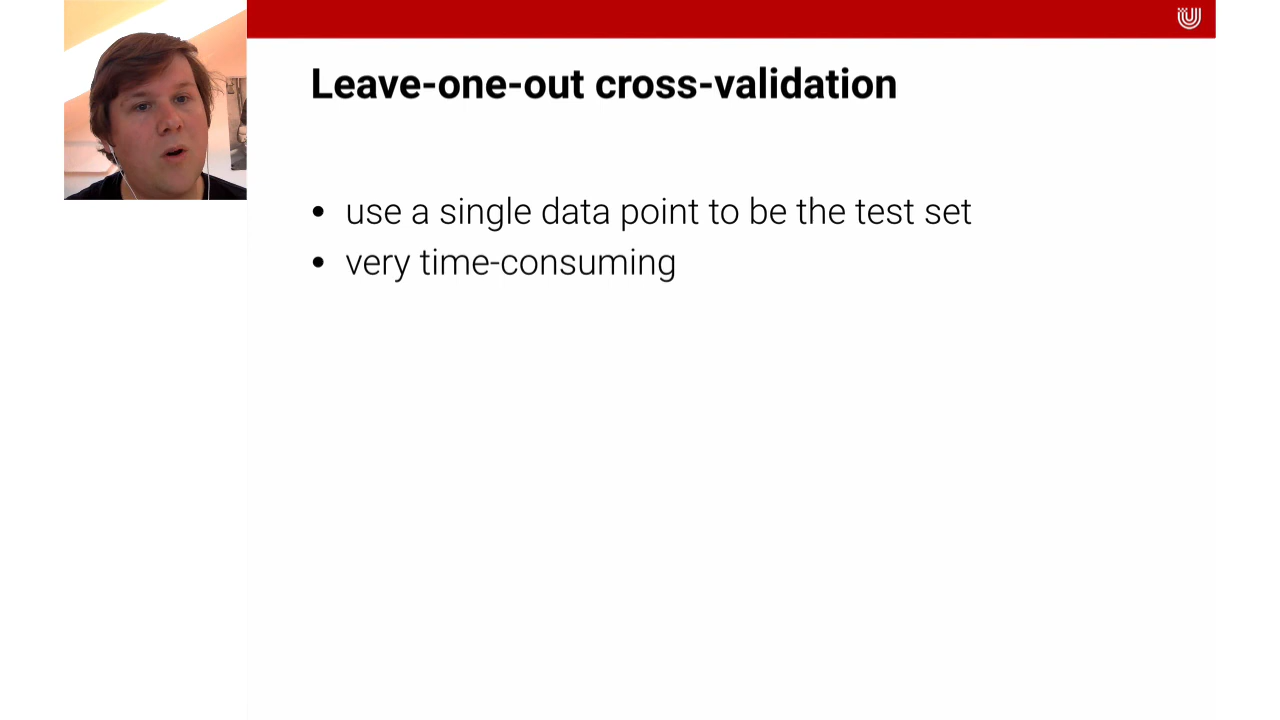 Leave-one-out cross-validation
• use a single data point to be the test set
• very time-consuming